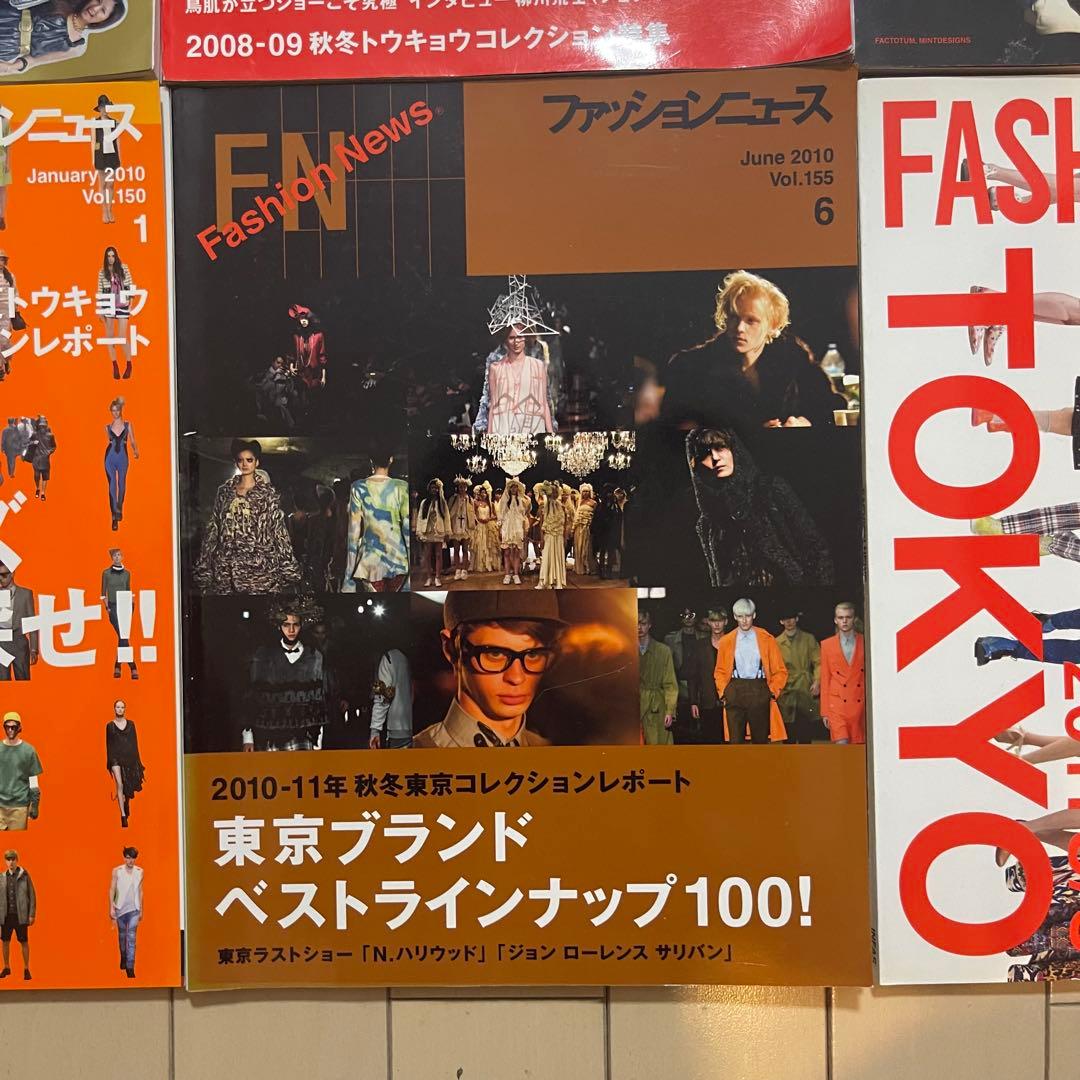 2008-09 秋冬トウキョウコレクション特集
FACTOTUM, MINTDESIGNS
ンニュース
January 2010
Vol.150
1
トウキョウ
ンレポート
せ!!
FN
Fashion News®
ファッションニュース
June 2010
Vol.155
6
2010-11年 秋冬東京コレクションレポート
東京ブランド
ベストラインナップ100!
東京ラストショー「N.ハリウッド」「ジョン ローレンス サリバン」
FASH
TOKYO